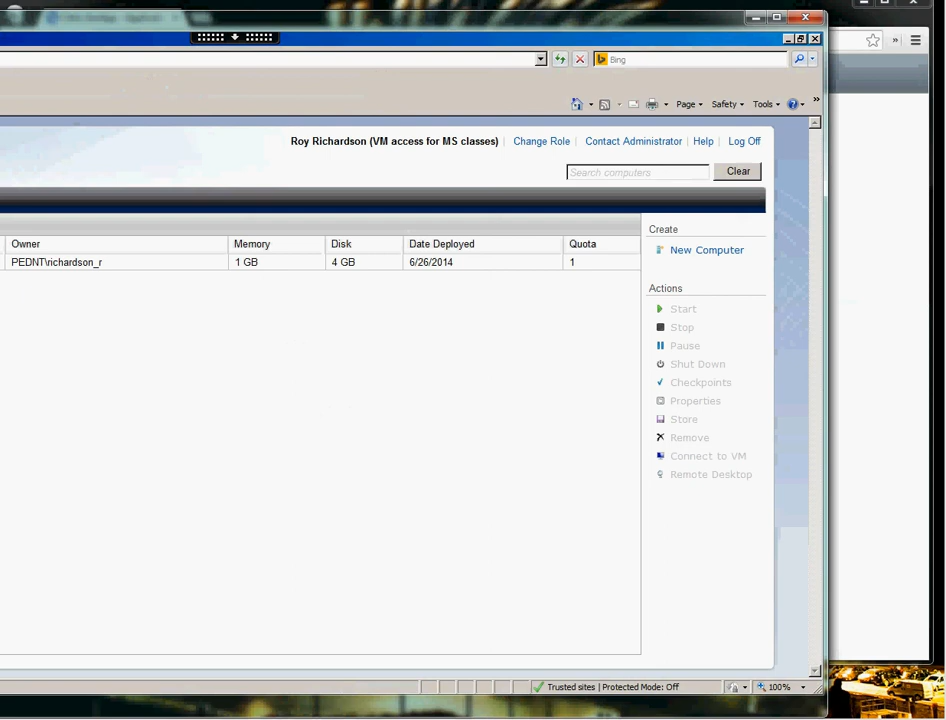 Bing
Page Safety Tools »
Roy Richardson (VM access for MS classes) | Change Role | Contact Administrator | Help | Log Off
Search computers Clear
Create
New Computer
Owner Memory Disk Date Deployed Quota
PEDNT\richardson_r 1 GB 4 GB 6/26/2014 1
Actions
Start
Stop
Pause
Shut Down
Checkpoints
Properties
Store
Remove
Connect to VM
Remote Desktop
Trusted sites | Protected Mode: Off 100%